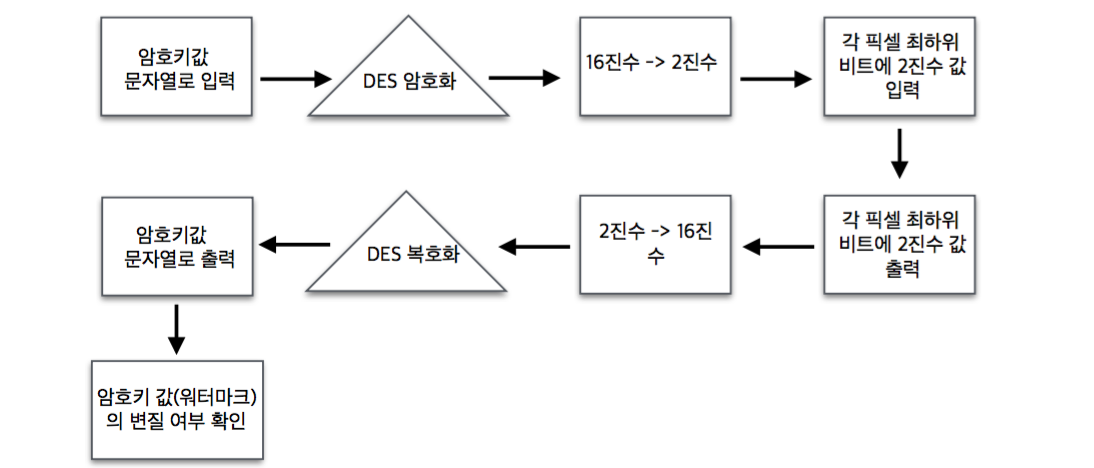 암호키값
문자열로 입력
DES 암호화
16진수 -> 2진수
각 픽셀 최하위
비트에 2진수 값
입력
각 픽셀 최하위
비트에 2진수 값
출력
2진수 -> 16진
수
DES 복호화
암호키값
문자열로 출력
암호키 값(워터마크)
의 변질 여부 확인